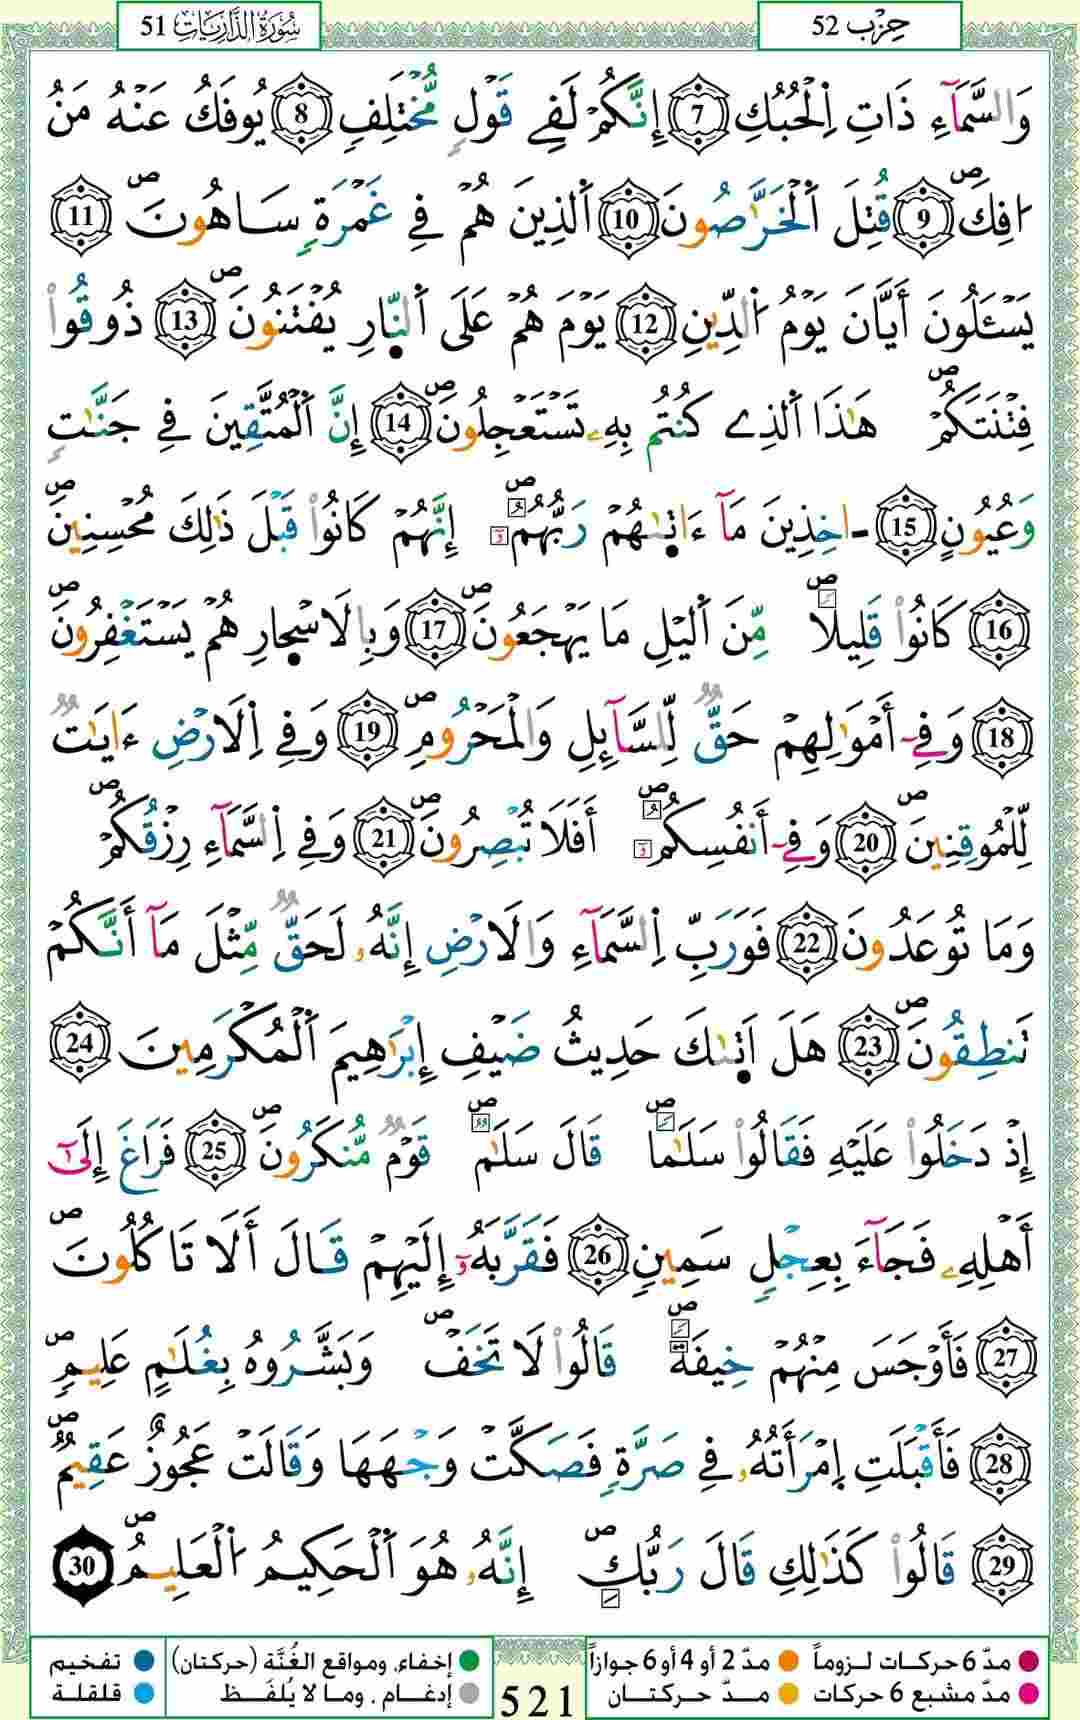 حِزْب 52
سُورَةُ الذَّارِيَاتِ 51
وَالسَّمَآءِ ذَاتِ اِ۬لْحُبُكِ 7 إِنَّكُمْ لَفِے قَوْلٖ مُّخْتَلِفٖ 8 يُوفَكُ عَنْهُ مَنُ
ا۟فِكَۖ 9 قُتِلَ اَ۬لْخَرَّٰصُونَ 10 اَ۬لذِينَ هُمْ فِے غَمْرَةٖ سَاهُونَۖ 11
يَسْـَٔلُونَ أَيَّانَ يَوْمُ اُ۬لدِّينِ 12 يَوْمَ هُمْ عَلَى اَ۬لنّ۪ارِ يُفْتَنُونَۖ 13 ذُوقُواْ
فِتْنَتَكُمْۖ هَٰذَا اَ۬لذِے كُنتُم بِهِۦ تَسْتَعْجِلُونَۖ 14 إِنَّ اَ۬لْمُتَّقِينَ فِے جَنَّٰتٖ
وَعُيُونٍ 15 ـ اخِذِينَ مَآ ءَات۪يٰهُمْ رَبُّهُمُۥٓۖ إِنَّهُمْ كَانُواْ قَبْلَ ذَٰلِكَ مُحْسِنِينَۖ
16 كَانُواْ قَلِيلاٗۖ مِّنَ اَ۬ليْلِ مَا يَهْجَعُونَۖ 17 وَبِالَاسْح۪ارِ هُمْ يَسْتَغْفِرُونَۖ
18 وَفِےٓ أَمْوَٰلِهِمْ حَقّٞ لِّلسَّآئِلِ وَالْمَحْرُومِۖ 19 وَفِے اِ۬لَارْضِ ءَايَٰتٞ
لِّلْمُوقِنِينَۖ 20 وَفِےٓ أَنفُسِكُمُۥٓۖ أَفَلَا تُبْصِرُونَۖ 21 وَفِے اِ۬لسَّمَآءِ رِزْقُكُمْۖ
وَمَا تُوعَدُونَ 22 فَوَرَبِّ اِ۬لسَّمَآءِ وَالَارْضِ إِنَّهُۥ لَحَقّٞ مِّثْلَ مَآ أَنَّكُمْ
تَنطِقُونَۖ 23 هَلَ اَت۪يٰكَ حَدِيثُ ضَيْفِ إِبْرَٰهِيمَ اَ۬لْمُكْرَمِينَ 24
إِذْ دَخَلُواْ عَلَيْهِ فَقَالُواْ سَلَٰماٗۖ قَالَ سَلَٰمٞۖ قَوْمٞ مُّنكَرُونَۖ 25 فَرَاغَ إِلَىٰٓ
أَهْلِهِۦ فَجَآءَ بِعِجْلٖ سَمِينٖ 26 فَقَرَّبَهُۥٓ إِلَيْهِمْ قَالَ أَلَا تَاكُلُونَۖ
27 فَأَوْجَسَ مِنْهُمْ خِيفَةٗۖ قَالُواْ لَا تَخَفْۖ وَبَشَّرُوهُ بِغُلَٰمٍ عَلِيمٖۖ
28 فَأَقْبَلَتِ اِ۪مْرَأَتُهُۥ فِے صَرَّةٖ فَصَكَّتْ وَجْهَهَا وَقَالَتْ عَجُوزٌ عَقِيمٞۖ
29 قَالُواْ كَذَٰلِكِ قَالَ رَبُّكِۖ إِنَّهُۥ هُوَ اَ۬لْحَكِيمُ اُ۬لْعَلِيمُۖ 30
مدّ 6 حركات لـزوماً مدّ 2 أو 4 أو 6 جوازاً
مدّ مشبع 6 حركات مــدّ حـركتــان
521
إخفاء، ومواقع الغُنَّة (حركتان) تفخيم
إدغــام ، ومـا لا يُلفَــظ قلقلة